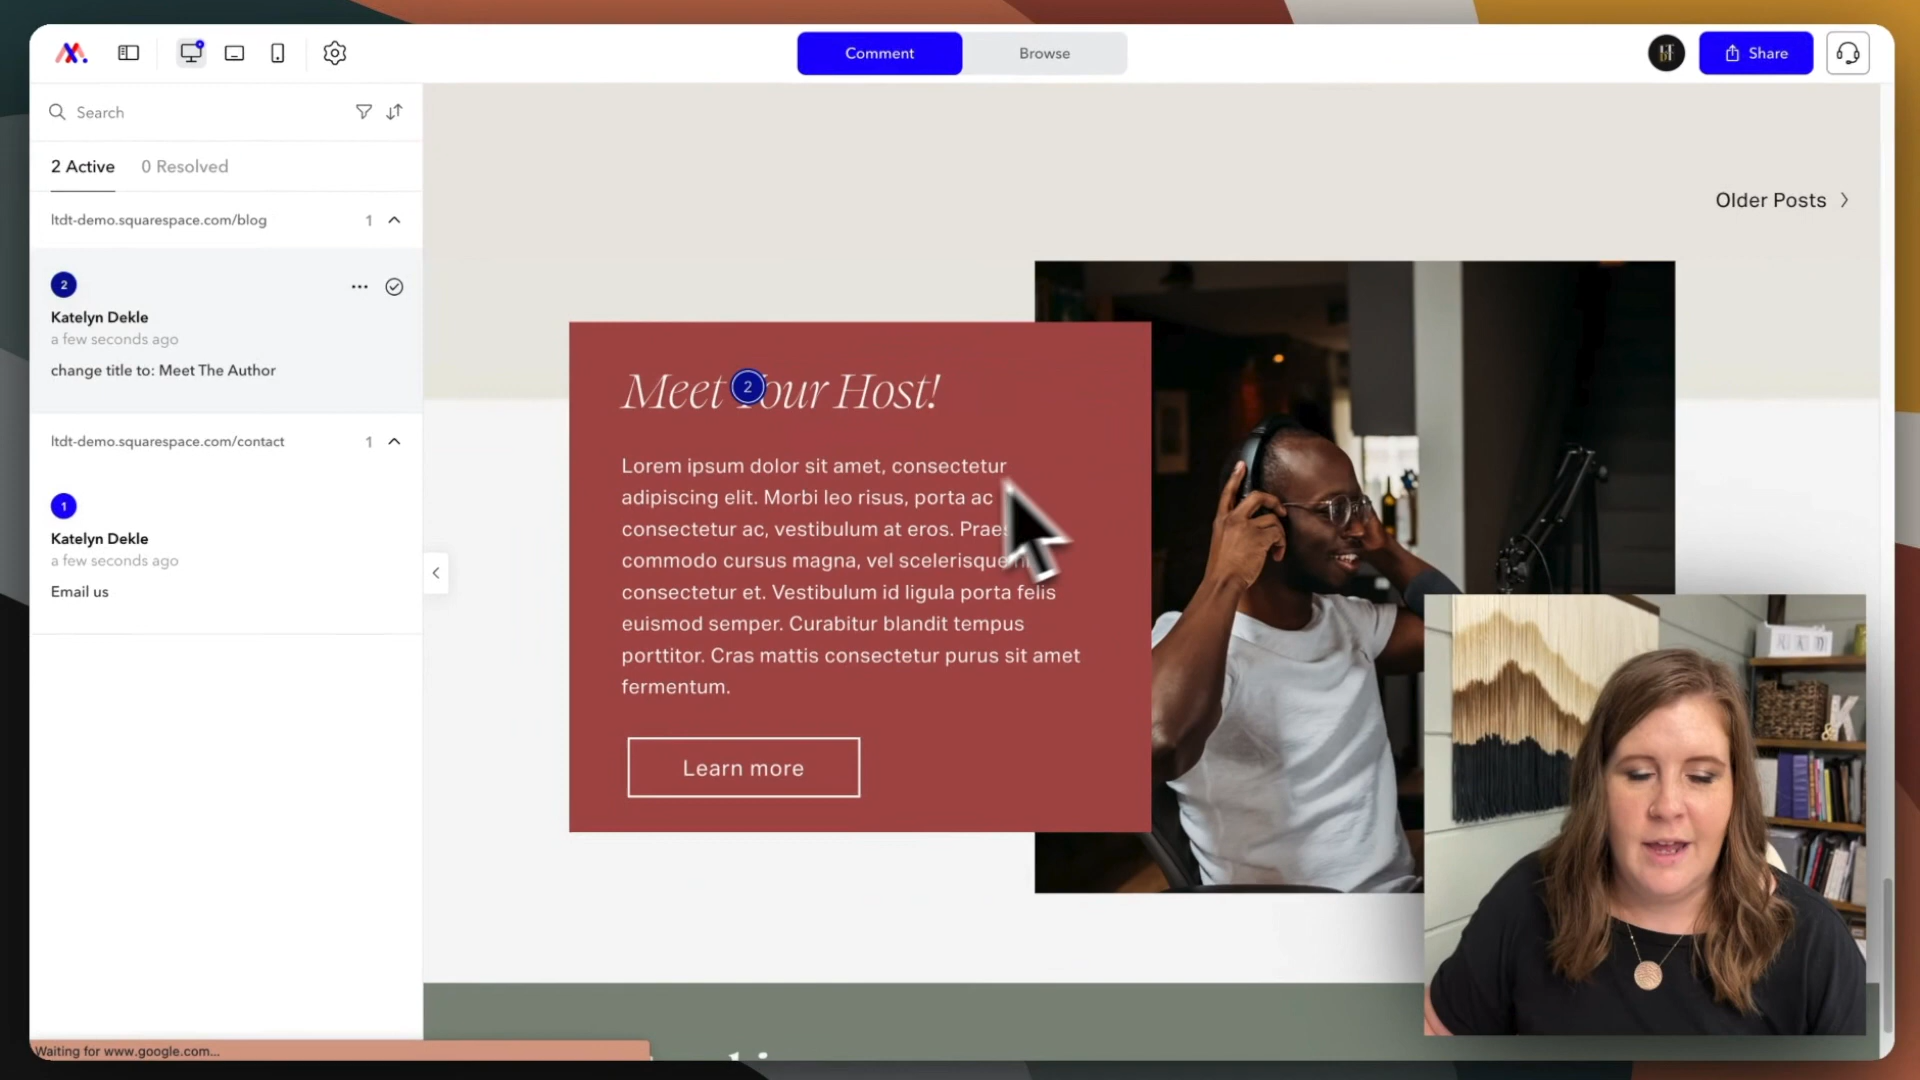 Comment
Browse
Share
Search
2 Active
0 Resolved
ltdt-demo.squarespace.com/blog
1
2
Katelyn Dekle
a few seconds ago
change title to: Meet The Author
ltdt-demo.squarespace.com/contact
1
1
Katelyn Dekle
a few seconds ago
Email us
Older Posts
Meet Your Host!
2
Lorem ipsum dolor sit amet, consectetur
adipiscing elit. Morbi leo risus, porta ac
consectetur ac, vestibulum at eros.
commodo cursus magna, vel scelerisque
consectetur et. Vestibulum id ligula porta felis
euismod semper. Curabitur blandit tempus
porttitor. Cras mattis consectetur purus sit amet
fermentum.
Learn more
Waiting for www.google.com...